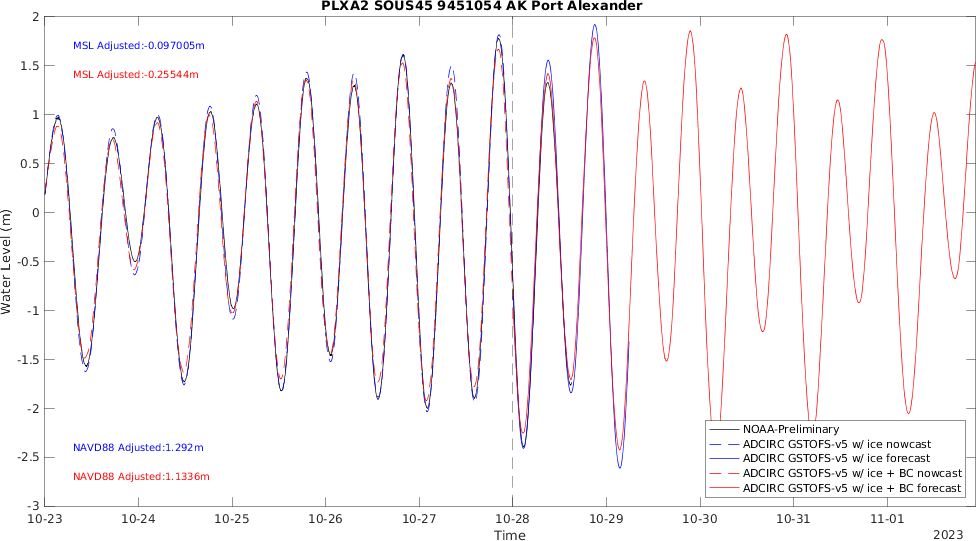 PLXA2 SOUS45 9451054 AK Port Alexander
MSL Adjusted:-0.097005m
MSL Adjusted:-0.25544m
NAVD88 Adjusted:1.292m
NAVD88 Adjusted:1.1336m
Water Level (m)
2
1.5
1
0.5
0
-0.5
-1
-1.5
-2
-2.5
-3
NOAA-Preliminary
ADCIRC GSTOFS-v5 w/ ice nowcast
ADCIRC GSTOFS-v5 w/ ice forecast
ADCIRC GSTOFS-v5 w/ ice + BC nowcast
ADCIRC GSTOFS-v5 w/ ice + BC forecast
10-23 10-24 10-25 10-26 10-27 10-28 10-29 10-30 10-31 11-01
Time
2023